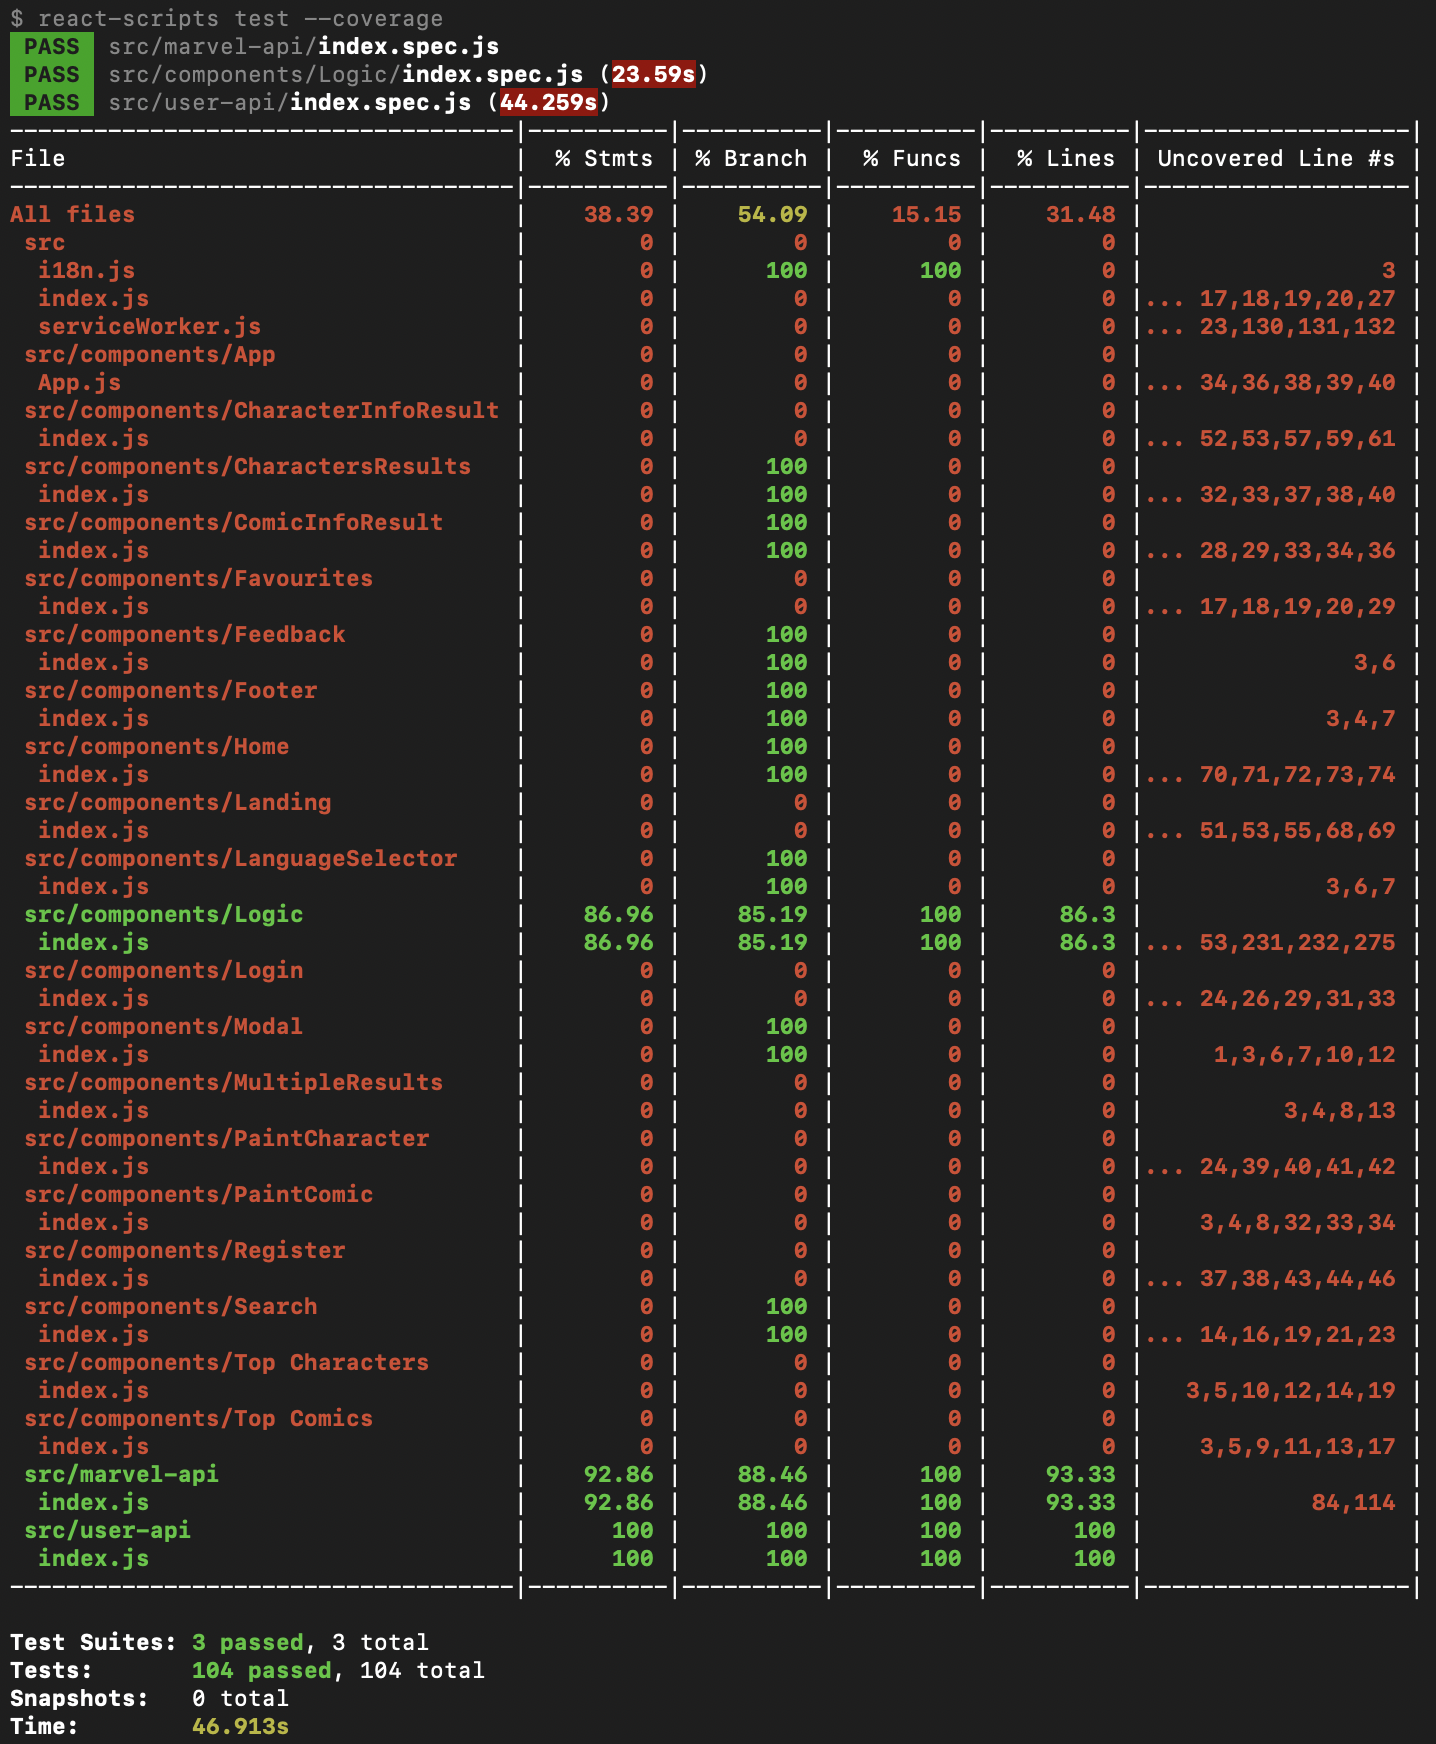 $ react-scripts test --coverage
PASS src/marvel-api/index.spec.js
PASS src/components/Logic/index.spec.js (23.59s)
PASS src/user-api/index.spec.js (44.259s)
------------------------------------|----------|----------|----------|----------|-------------------|
File | % Stmts | % Branch | % Funcs | % Lines | Uncovered Line #s |
------------------------------------|----------|----------|----------|----------|-------------------|
All files | 38.39 | 54.09 | 15.15 | 31.48 | |
src | 0 | 0 | 0 | 0 | |
i18n.js | 0 | 100 | 100 | 0 | 3 |
index.js | 0 | 0 | 0 | 0 |... 17,18,19,20,27 |
serviceWorker.js | 0 | 0 | 0 | 0 |... 23,130,131,132 |
src/components/App | 0 | 0 | 0 | 0 | |
App.js | 0 | 0 | 0 | 0 |... 34,36,38,39,40 |
src/components/CharacterInfoResult | 0 | 0 | 0 | 0 | |
index.js | 0 | 0 | 0 | 0 |... 52,53,57,59,61 |
src/components/CharactersResults | 0 | 100 | 0 | 0 | |
index.js | 0 | 100 | 0 | 0 |... 32,33,37,38,40 |
src/components/ComicInfoResult | 0 | 100 | 0 | 0 | |
index.js | 0 | 100 | 0 | 0 |... 28,29,33,34,36 |
src/components/Favourites | 0 | 0 | 0 | 0 | |
index.js | 0 | 0 | 0 | 0 |... 17,18,19,20,29 |
src/components/Feedback | 0 | 100 | 0 | 0 | |
index.js | 0 | 100 | 0 | 0 | 3,6 |
src/components/Footer | 0 | 100 | 0 | 0 | |
index.js | 0 | 100 | 0 | 0 | 3,4,7 |
src/components/Home | 0 | 100 | 0 | 0 | |
index.js | 0 | 100 | 0 | 0 |... 70,71,72,73,74 |
src/components/Landing | 0 | 0 | 0 | 0 | |
index.js | 0 | 0 | 0 | 0 |... 51,53,55,68,69 |
src/components/LanguageSelector | 0 | 100 | 0 | 0 | |
index.js | 0 | 100 | 0 | 0 | 3,6,7 |
src/components/Logic | 86.96 | 85.19 | 100 | 86.3 | |
index.js | 86.96 | 85.19 | 100 | 86.3 |... 53,231,232,275 |
src/components/Login | 0 | 0 | 0 | 0 | |
index.js | 0 | 0 | 0 | 0 |... 24,26,29,31,33 |
src/components/Modal | 0 | 100 | 0 | 0 | |
index.js | 0 | 100 | 0 | 0 | 1,3,6,7,10,12 |
src/components/MultipleResults | 0 | 0 | 0 | 0 | |
index.js | 0 | 0 | 0 | 0 | 3,4,8,13 |
src/components/PaintCharacter | 0 | 0 | 0 | 0 | |
index.js | 0 | 0 | 0 | 0 |... 24,39,40,41,42 |
src/components/PaintComic | 0 | 0 | 0 | 0 | |
index.js | 0 | 0 | 0 | 0 | 3,4,8,32,33,34 |
src/components/Register | 0 | 0 | 0 | 0 | |
index.js | 0 | 0 | 0 | 0 |... 37,38,43,44,46 |
src/components/Search | 0 | 100 | 0 | 0 | |
index.js | 0 | 100 | 0 | 0 |... 14,16,19,21,23 |
src/components/Top Characters | 0 | 0 | 0 | 0 | |
index.js | 0 | 0 | 0 | 0 | 3,5,10,12,14,19 |
src/components/Top Comics | 0 | 0 | 0 | 0 | |
index.js | 0 | 0 | 0 | 0 | 3,5,9,11,13,17 |
src/marvel-api | 92.86 | 88.46 | 100 | 93.33 | |
index.js | 92.86 | 88.46 | 100 | 93.33 | 84,114 |
src/user-api | 100 | 100 | 100 | 100 | |
index.js | 100 | 100 | 100 | 100 | |
------------------------------------|----------|----------|----------|----------|-------------------|
Test Suites: 3 passed, 3 total
Tests: 104 passed, 104 total
Snapshots: 0 total
Time: 46.913s